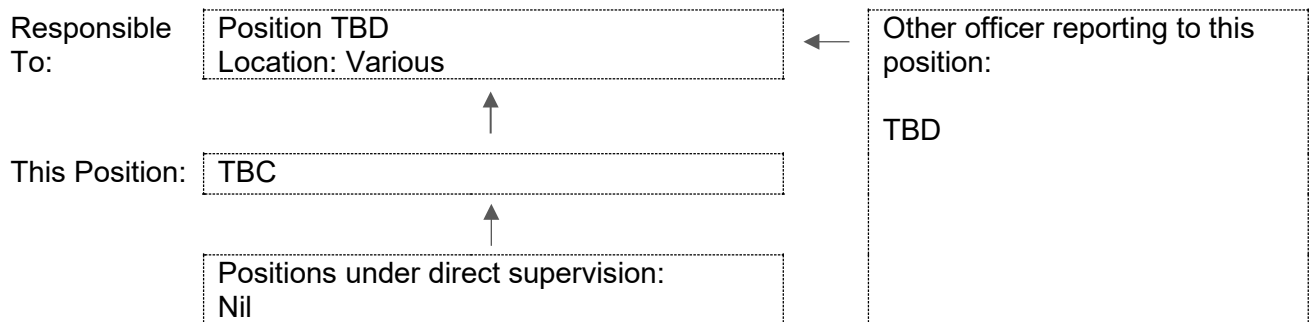 Responsible
To:
Position TBD
Location: Various
Other officer reporting to this
position:
TBD
This Position:
TBC
Positions under direct supervision:
Nil